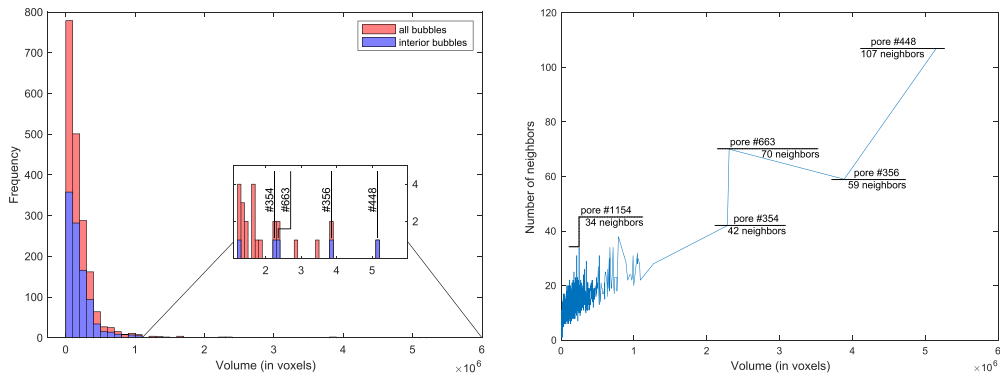 800
700
600
500
400
300
200
100
0
Frequency
all bubbles
interior bubbles
#354
#663
#356
#448
4
2
2 3 4 5
0 1 2 3 4 5 6
Volume (in voxels)
×10^6
120
100
80
60
40
20
0
Number of neighbors
pore #448
107 neighbors
pore #663
70 neighbors
pore #356
59 neighbors
pore #1154
34 neighbors
pore #354
42 neighbors
0 1 2 3 4 5 6
Volume (in voxels)
×10^6